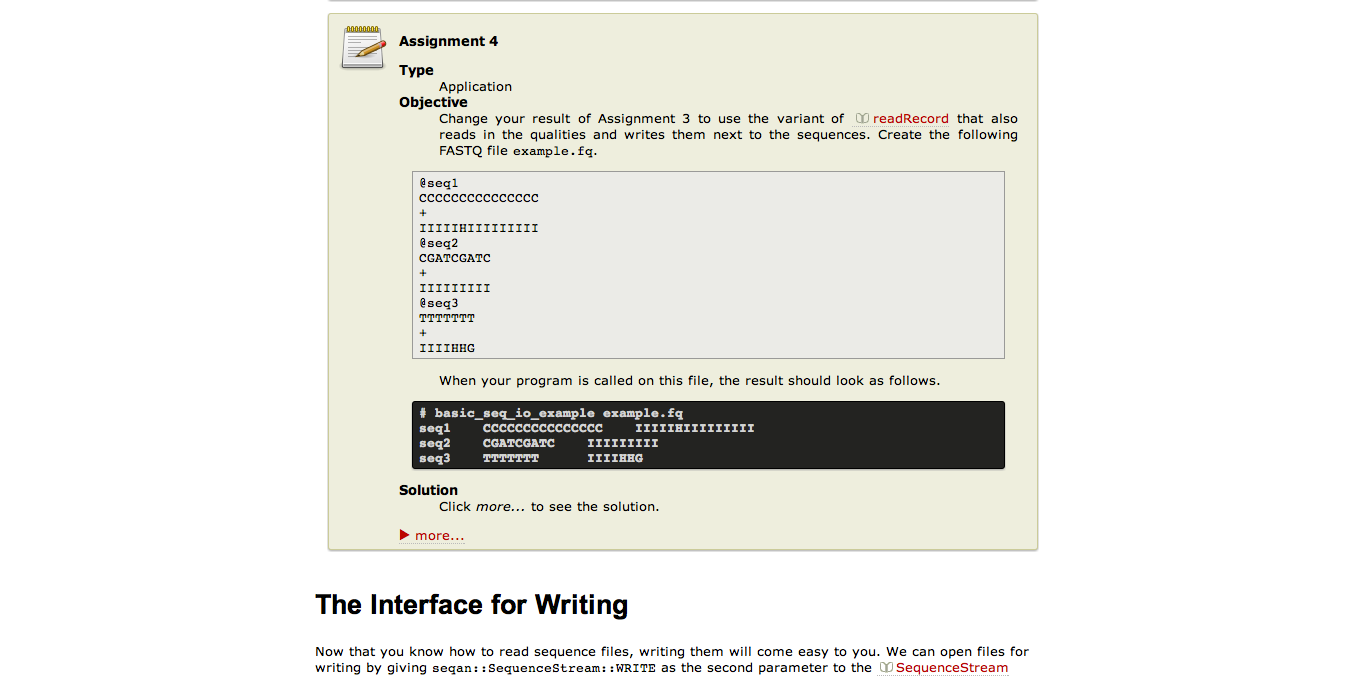 Assignment 4
Type
Application
Objective
Change your result of Assignment 3 to use the variant of readRecord that also
reads in the qualities and writes them next to the sequences. Create the following
FASTQ file example.fq.
@seq1
CCCCCCCCCCCCCCC
+
IIIIIHIIIIIIIII
@seq2
CGATCGATC
+
IIIIIIIII
@seq3
TTTTTTT
+
IIIIHHG
When your program is called on this file, the result should look as follows.
# basic_seq_io_example example.fq
seq1    CCCCCCCCCCCCCCC    IIIIIHIIIIIIIII
seq2    CGATCGATC    IIIIIIIII
seq3    TTTTTTT    IIIIHHG
Solution
Click more... to see the solution.
more...
The Interface for Writing
Now that you know how to read sequence files, writing them will come easy to you. We can open files for
writing by giving seqan::SequenceStream::WRITE as the second parameter to the SequenceStream